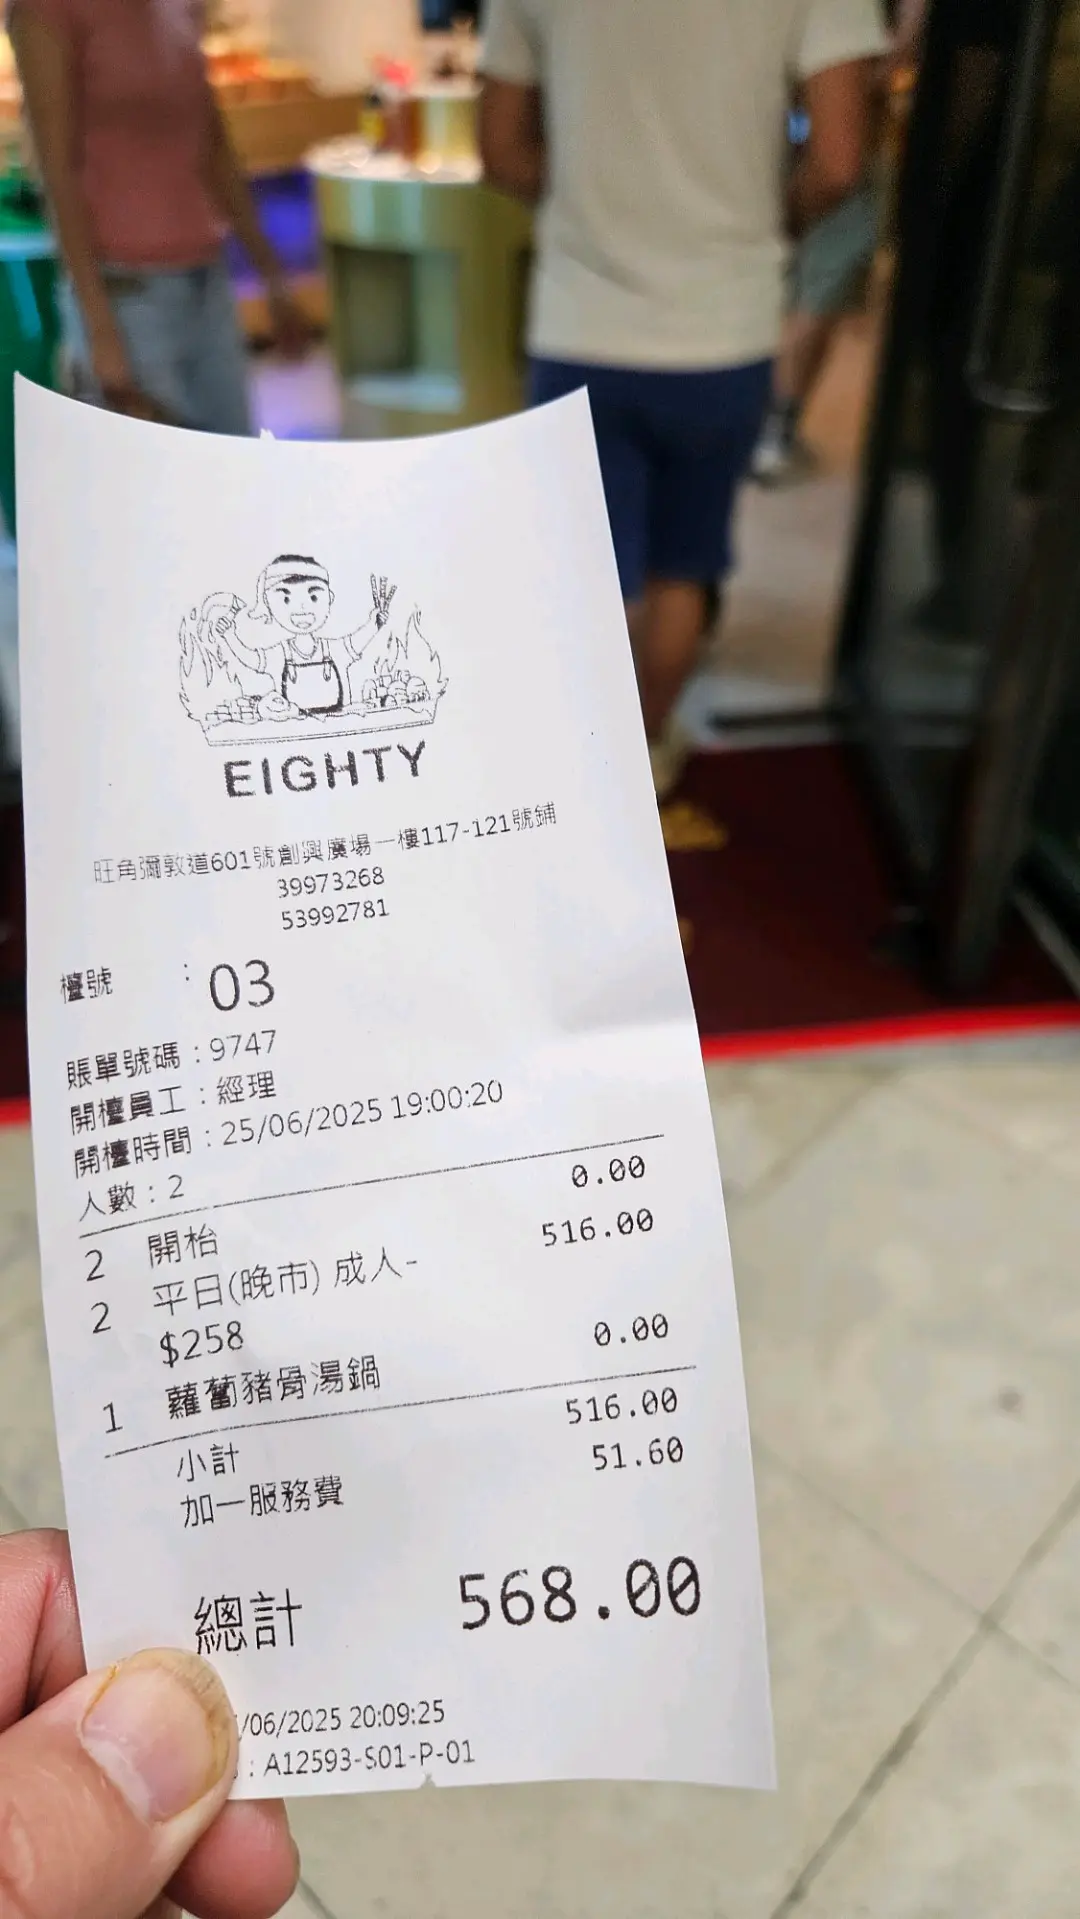 EIGHTY
旺角彌敦道601號創興廣場一樓117-121號鋪
39973268
53992781
檯號 : 03
賬單號碼 : 9747
開檯員工 : 經理
開檯時間 : 25/06/2025 19:00:20
人數 : 2
2 開枱 0.00
2 平日(晚市) 成人- 516.00
$258
1 蘿蔔豬骨湯鍋 0.00
小計 516.00
加一服務費 51.60
總計 568.00
/06/2025 20:09:25
: A12593-S01-P-01